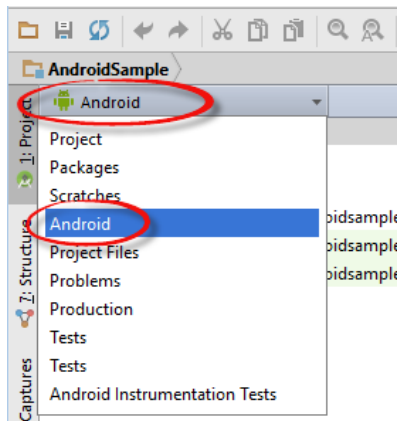 AndroidSample
Android
1: Project
Project
Packages
Scratches
Android
Project Files
Problems
Production
Tests
Tests
Android Instrumentation Tests
oidsample
oidsample
oidsample
7: Structure
Captures